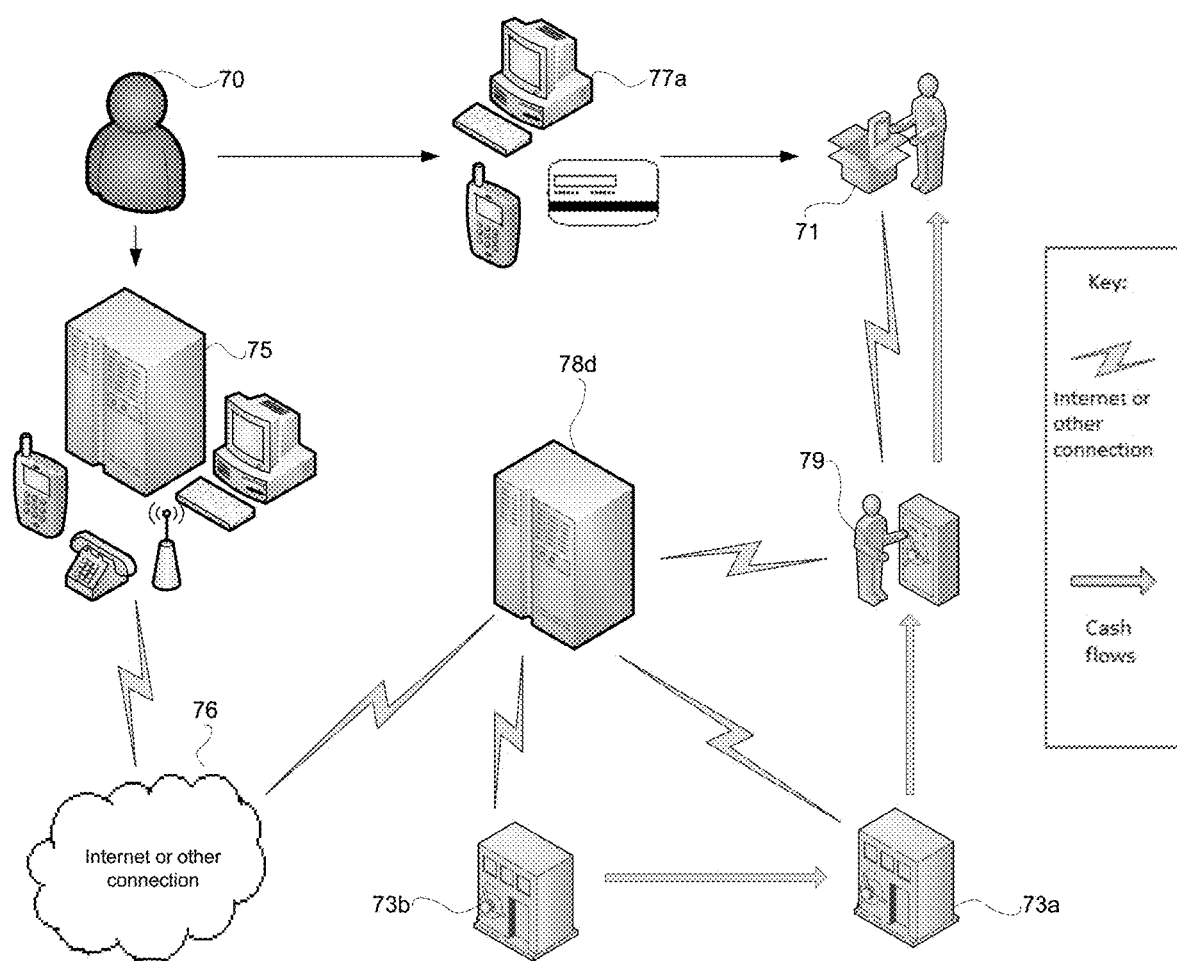 70
77a
71
Key:
75
78d
Internet or
other
connection
79
Cash
flows
76
Internet or other
connection
73b
73a